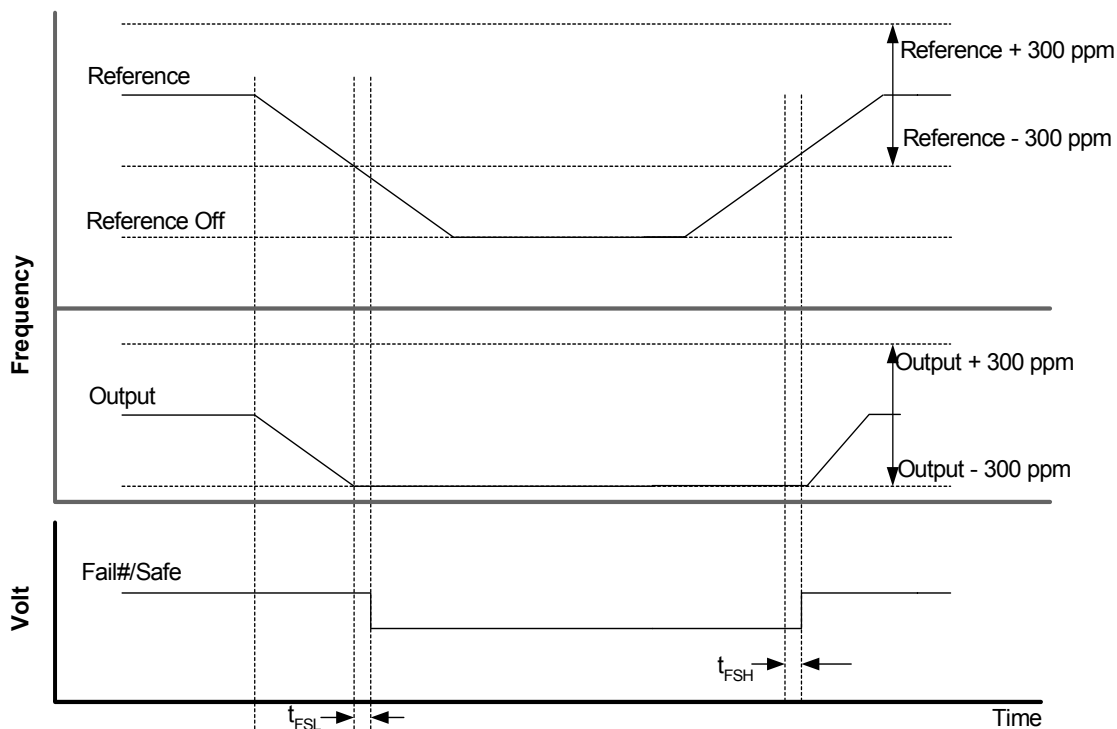 Reference + 300 ppm
Reference
Reference - 300 ppm
Reference Off
Frequency
Output + 300 ppm
Output
Output - 300 ppm
Volt
Fail#/Safe
tFSH
tFSL
Time